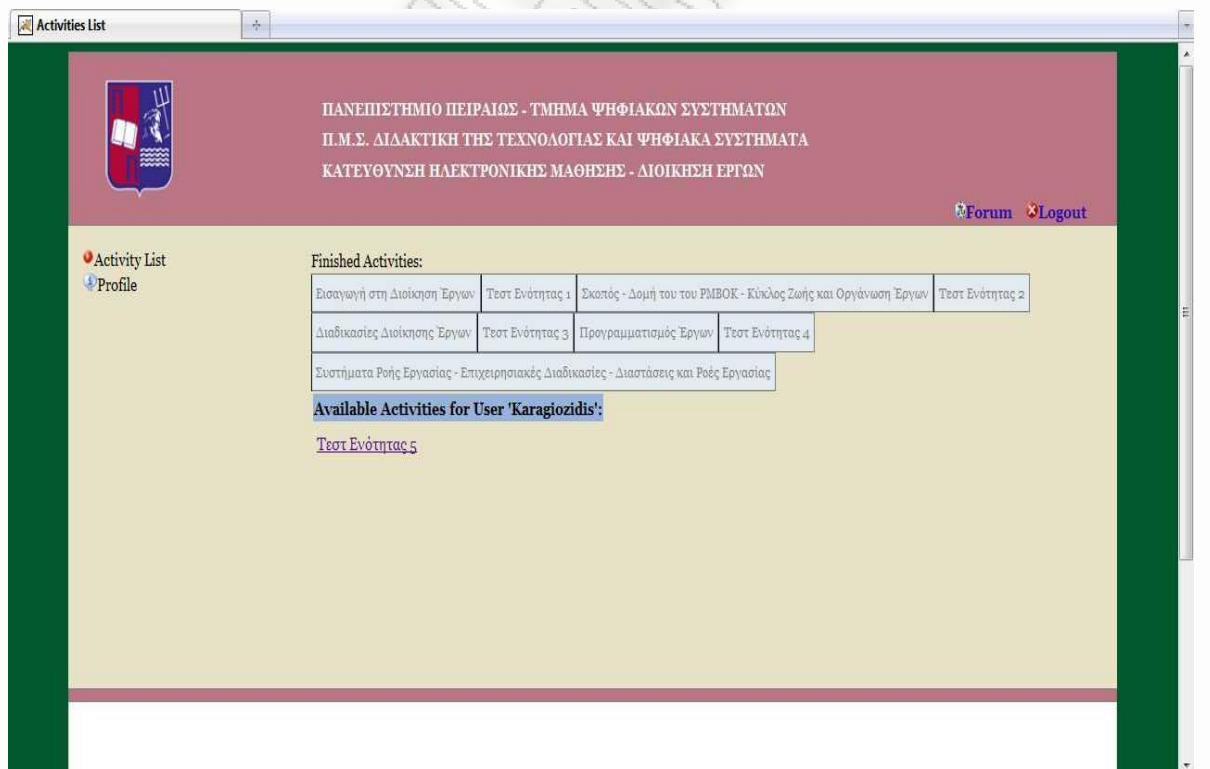 Activities List
ΠΑΝΕΠΙΣΤΗΜΙΟ ΠΕΙΡΑΙΩΣ - ΤΜΗΜΑ ΨΗΦΙΑΚΩΝ ΣΥΣΤΗΜΑΤΩΝ
Π.Μ.Σ. ΔΙΔΑΚΤΙΚΗ ΤΗΣ ΤΕΧΝΟΛΟΓΙΑΣ ΚΑΙ ΨΗΦΙΑΚΑ ΣΥΣΤΗΜΑΤΑ
ΚΑΤΕΥΘΥΝΣΗ ΗΛΕΚΤΡΟΝΙΚΗΣ ΜΑΘΗΣΗΣ - ΔΙΟΙΚΗΣΗ ΕΡΓΩΝ
Forum Logout
Activity List
Profile
Finished Activities:
Εισαγωγή στη Διοίκηση Έργων Τεστ Ενότητας 1 Σκοπός - Δομή του του PMBOK - Κύκλος Ζωής και Οργάνωση Έργων Τεστ Ενότητας 2
Διαδικασίες Διοίκησης Έργων Τεστ Ενότητας 3 Προγραμματισμός Έργων Τεστ Ενότητας 4
Συστήματα Ροής Εργασίας - Επιχειρησιακές Διαδικασίες - Διαστάσεις και Ροές Εργασίας
Available Activities for User 'Karagiozidis':
Τεστ Ενότητας 5